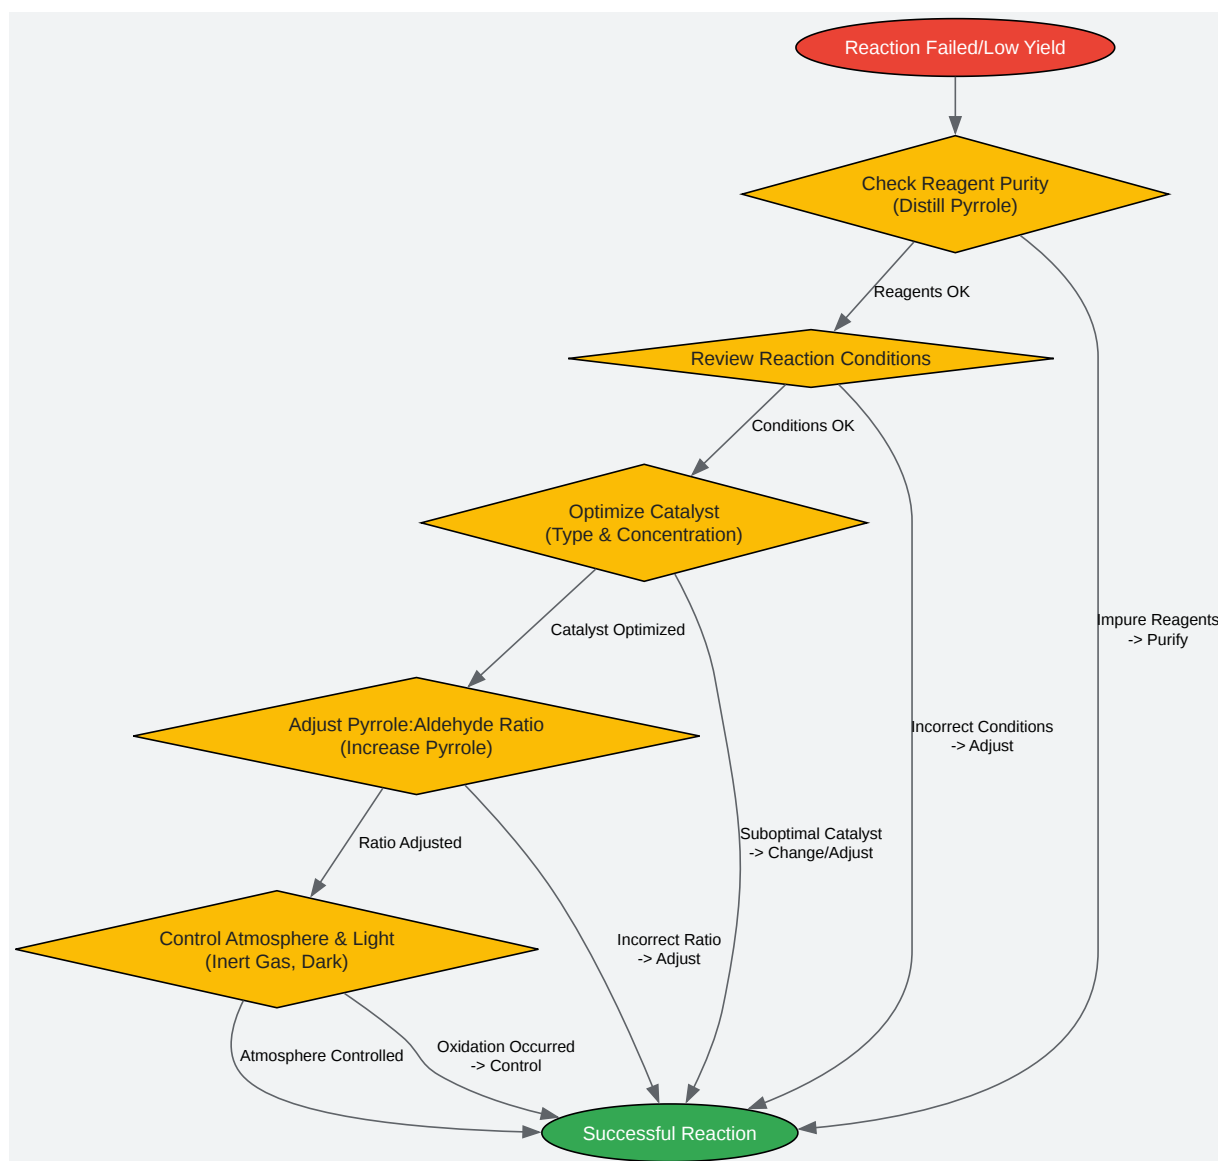 Reaction Failed/Low Yield
Check Reagent Purity
(Distill Pyrrole)
Reagents OK
Review Reaction Conditions
Conditions OK
Optimize Catalyst
(Type & Concentration)
Impure Reagents
-> Purify
Catalyst Optimized
Adjust Pyrrole:Aldehyde Ratio
(Increase Pyrrole)
Incorrect Conditions
-> Adjust
Ratio Adjusted
Suboptimal Catalyst
-> Change/Adjust
Control Atmosphere & Light
(Inert Gas, Dark)
Incorrect Ratio
-> Adjust
Atmosphere Controlled
Oxidation Occurred
-> Control
Successful Reaction